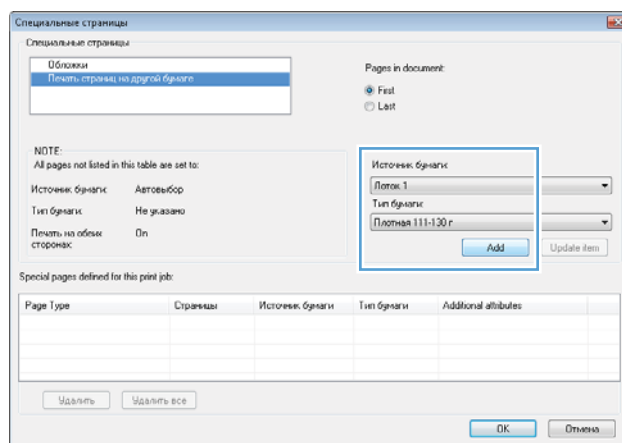 Специальные страницы
Специальные страницы
Обложки
Печать страниц на другой бумаге
Pages in document:
First
Last
NOTE:
All pages not listed in this table are set to:
Источник бумаги: Автовыбор
Тип бумаги: Не указано
Печать на обеих сторонах: On
Источник бумаги:
Лоток 1
Тип бумаги:
Плотная 111-130 г
Add
Update item
Special pages defined for this print job:
Page Type Страницы Источник бумаги Тип бумаги Additional attributes
Удалить Удалить все
OK Отмена